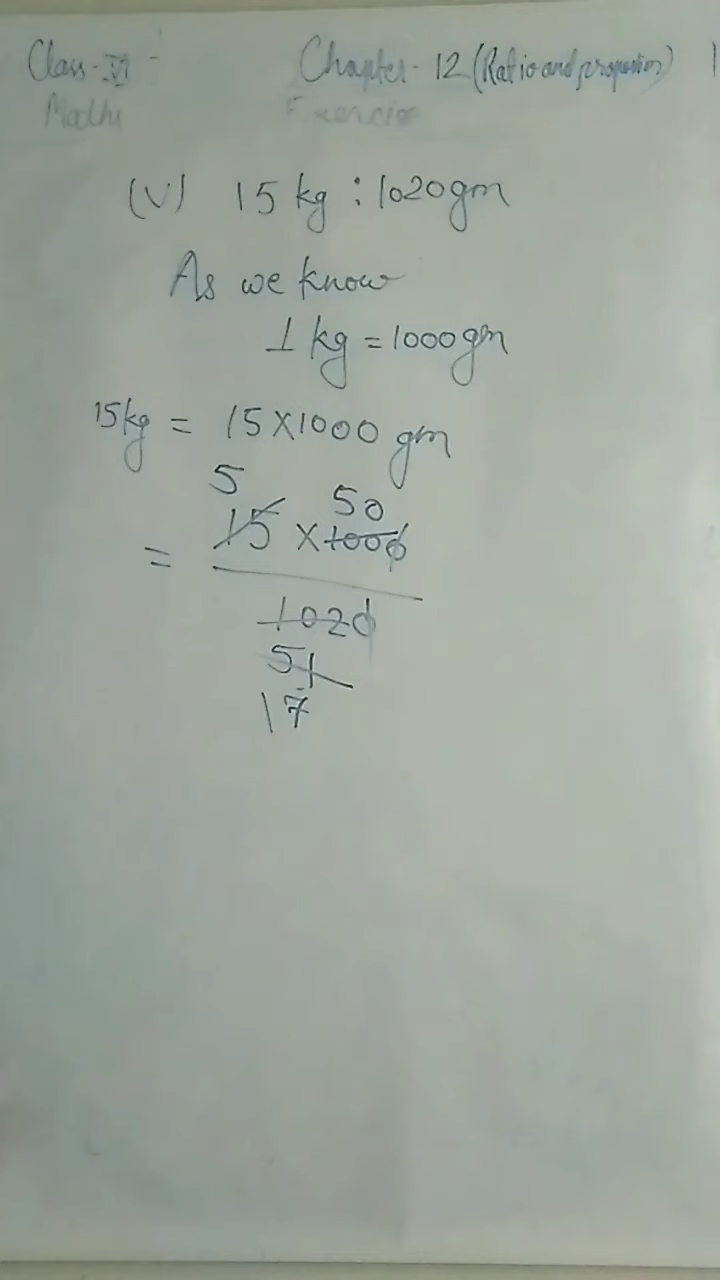 Class-VI Chapter-12 (Ratio and proportion)
Maths Exercise
(V) 15 kg : 1020 gm
As we know
1 kg = 1000 gm
15 kg = 15 X 1000 gm
5 50
= 15 X 1000
1020
51
17